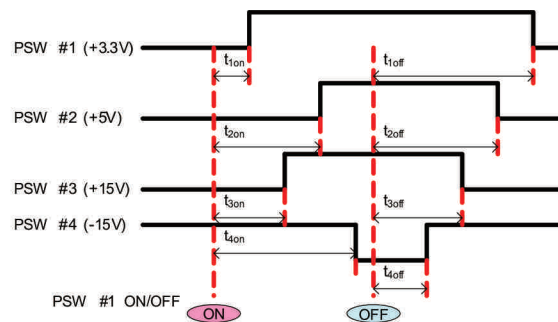 PSW #1 (+3.3V)
t1on
t1off
PSW #2 (+5V)
t2on
t2off
PSW #3 (+15V)
t3on
t3off
PSW #4 (-15V)
t4on
t4off
PSW #1 ON/OFF
ON
OFF